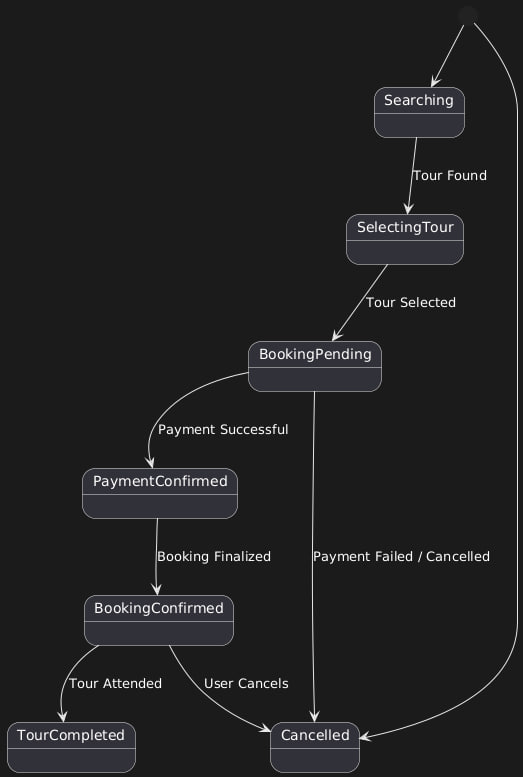 Searching
Tour Found
SelectingTour
Tour Selected
BookingPending
Payment Successful
PaymentConfirmed
Booking Finalized
Payment Failed / Cancelled
BookingConfirmed
Tour Attended
User Cancels
TourCompleted
Cancelled